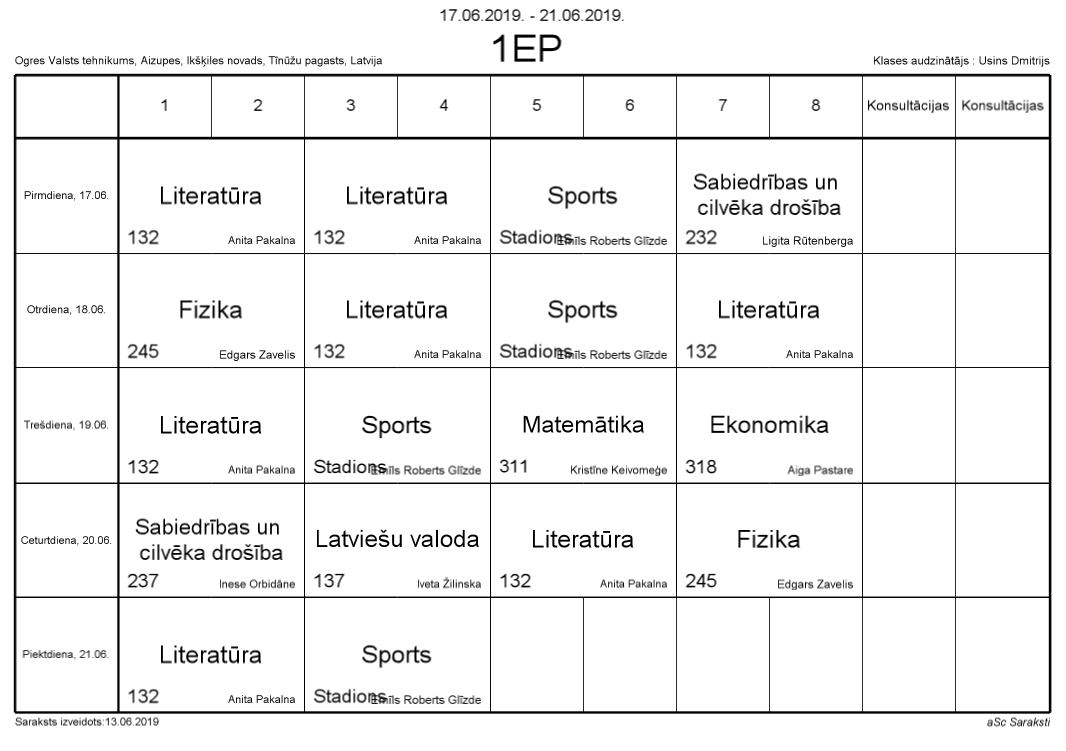 17.06.2019. - 21.06.2019.
1EP
Ogres Valsts tehnikums, Aizupes, Ikšķiles novads, Tīnūžu pagasts, Latvija
Klases audzinātājs : Usins Dmitrijs
1 2 3 4 5 6 7 8 Konsultācijas Konsultācijas
Pirmdiena, 17.06.
Literatūra
132 Anita Pakalna
Literatūra
132 Anita Pakalna
Sports
Stadions Emīls Roberts Glīzde
Sabiedrības un
cilvēka drošība
232 Ligita Rūtenberga
Otrdiena, 18.06.
Fizika
245 Edgars Zavelis
Literatūra
132 Anita Pakalna
Sports
Stadions Emīls Roberts Glīzde
Literatūra
132 Anita Pakalna
Trešdiena, 19.06.
Literatūra
132 Anita Pakalna
Sports
Stadions Emīls Roberts Glīzde
Matemātika
311 Kristīne Keivomeģe
Ekonomika
318 Aiga Pastare
Ceturtdiena, 20.06.
Sabiedrības un
cilvēka drošība
237 Inese Orbidāne
Latviešu valoda
137 Iveta Žilinska
Literatūra
132 Anita Pakalna
Fizika
245 Edgars Zavelis
Piektdiena, 21.06.
Literatūra
132 Anita Pakalna
Sports
Stadions Emīls Roberts Glīzde
Saraksts izveidots:13.06.2019
aSc Saraksti